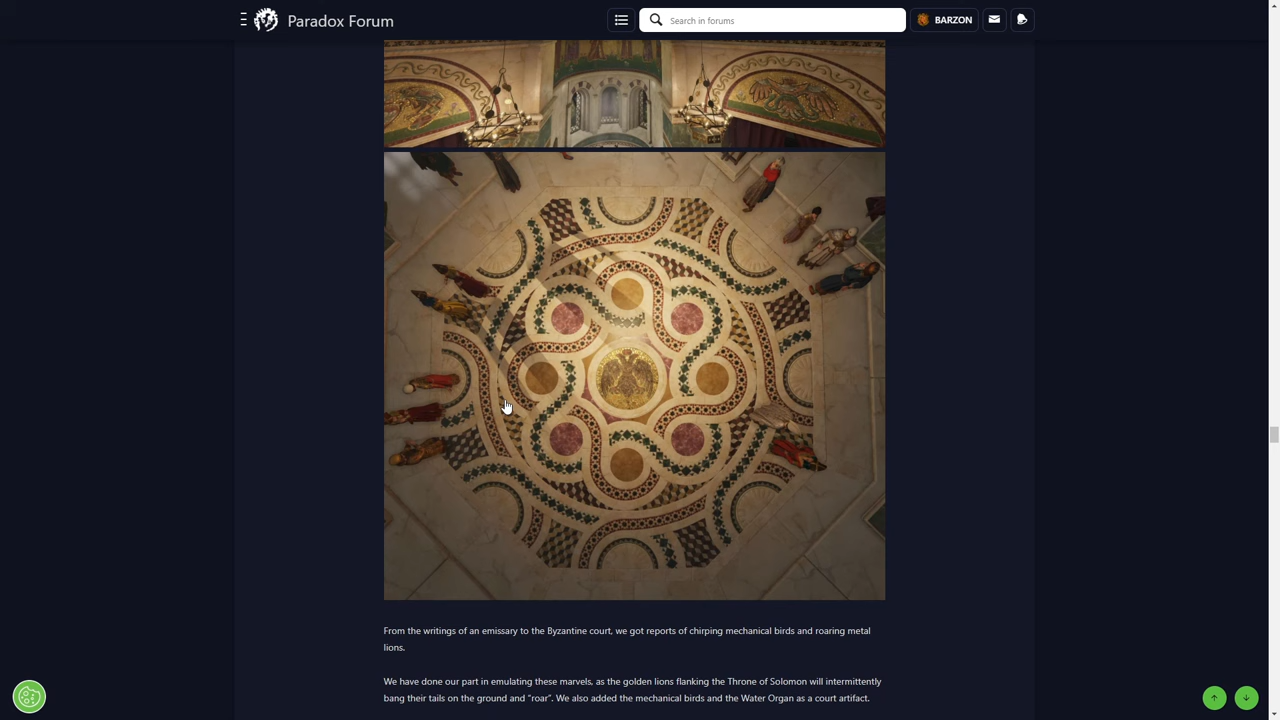 Paradox Forum
Search in forums
BARZON
From the writings of an emissary to the Byzantine court, we got reports of chirping mechanical birds and roaring metal
lions.
We have done our part in emulating these marvels, as the golden lions flanking the Throne of Solomon will intermittently
bang their tails on the ground and “roar”. We also added the mechanical birds and the Water Organ as a court artifact.